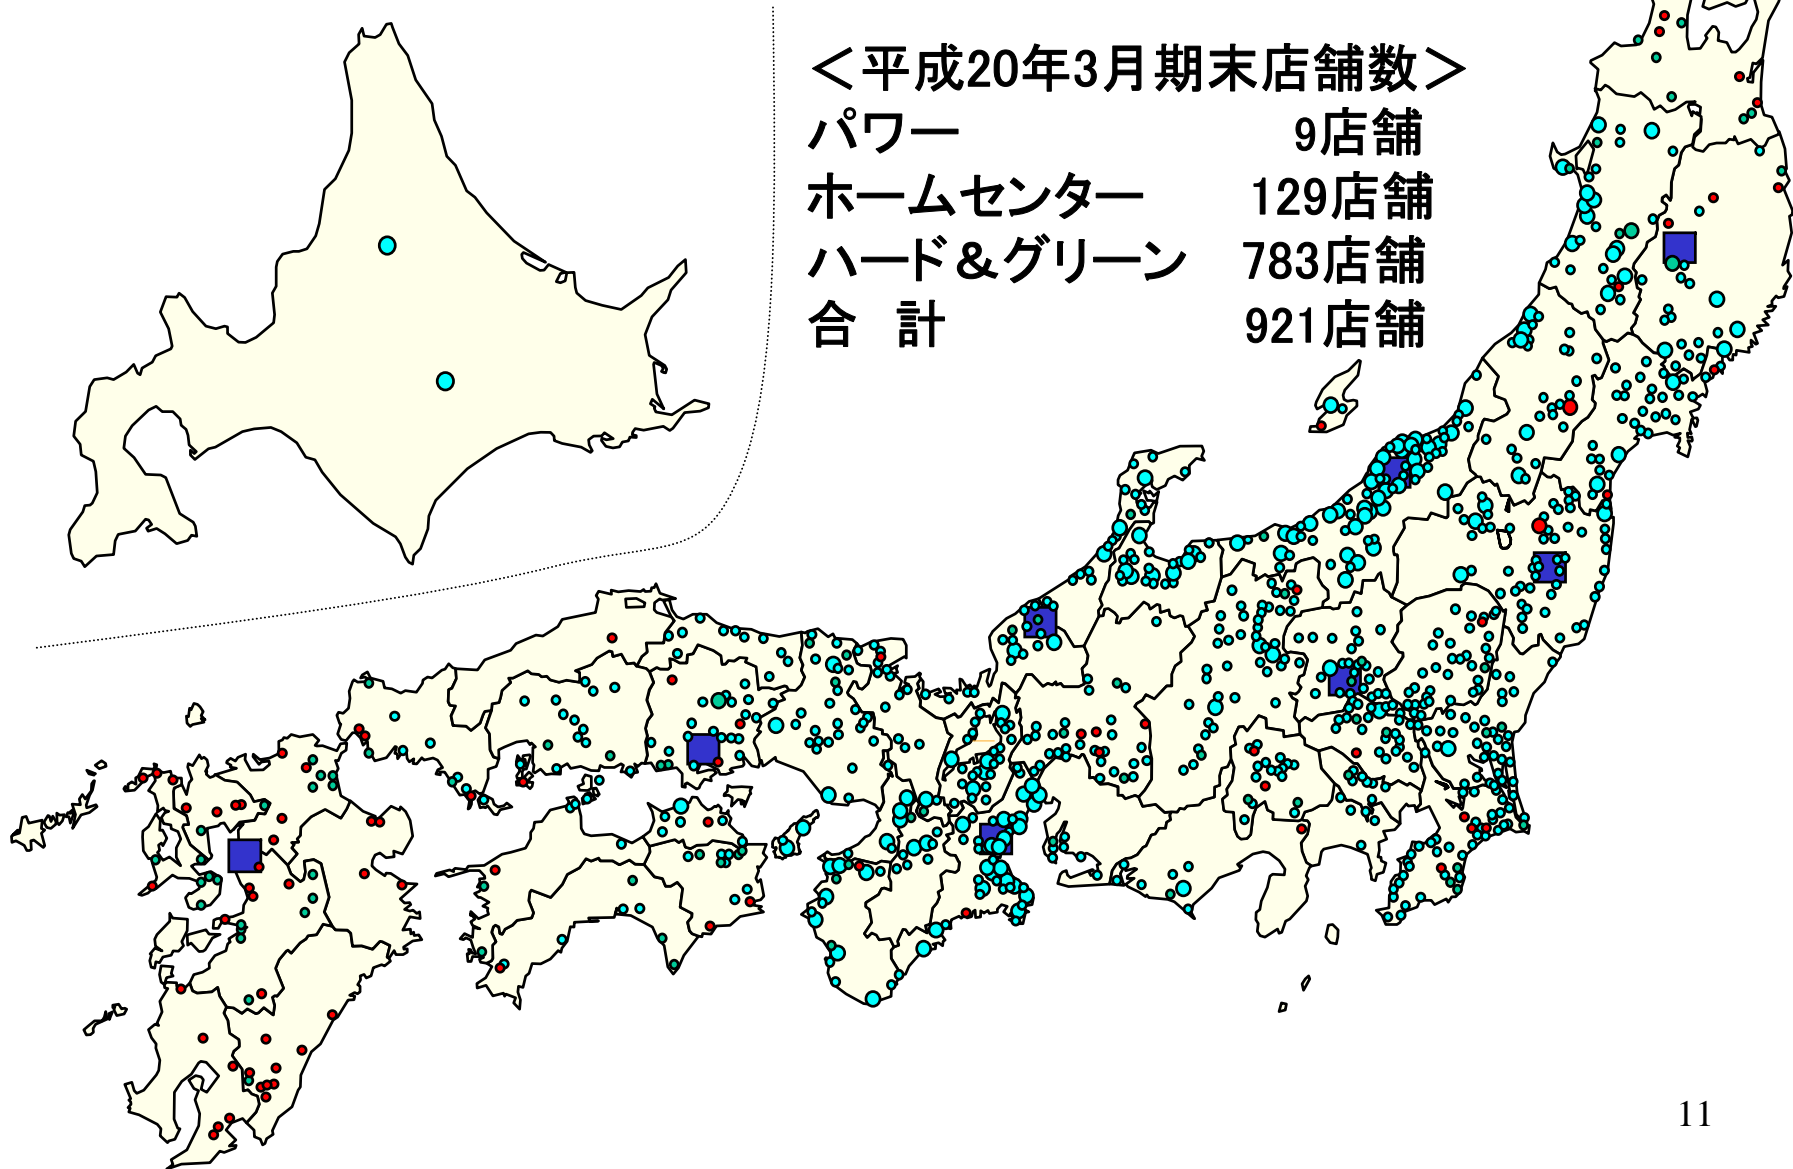 ＜平成20年3月期末店舗数＞
パワー 9店舗
ホームセンター 129店舗
ハード＆グリーン 783店舗
合　計 921店舗
11